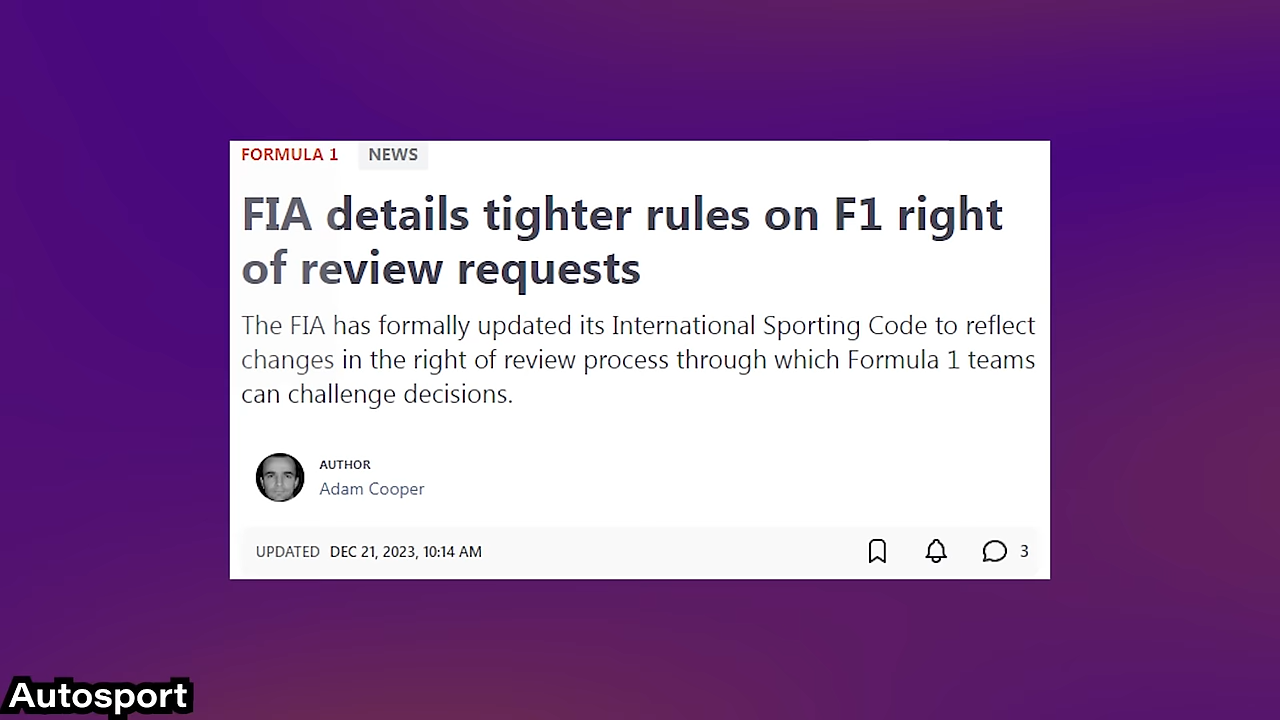 FORMULA 1 NEWS
FIA details tighter rules on F1 right
of review requests
The FIA has formally updated its International Sporting Code to reflect
changes in the right of review process through which Formula 1 teams
can challenge decisions.
AUTHOR
Adam Cooper
UPDATED DEC 21, 2023, 10:14 AM 3
Autosport